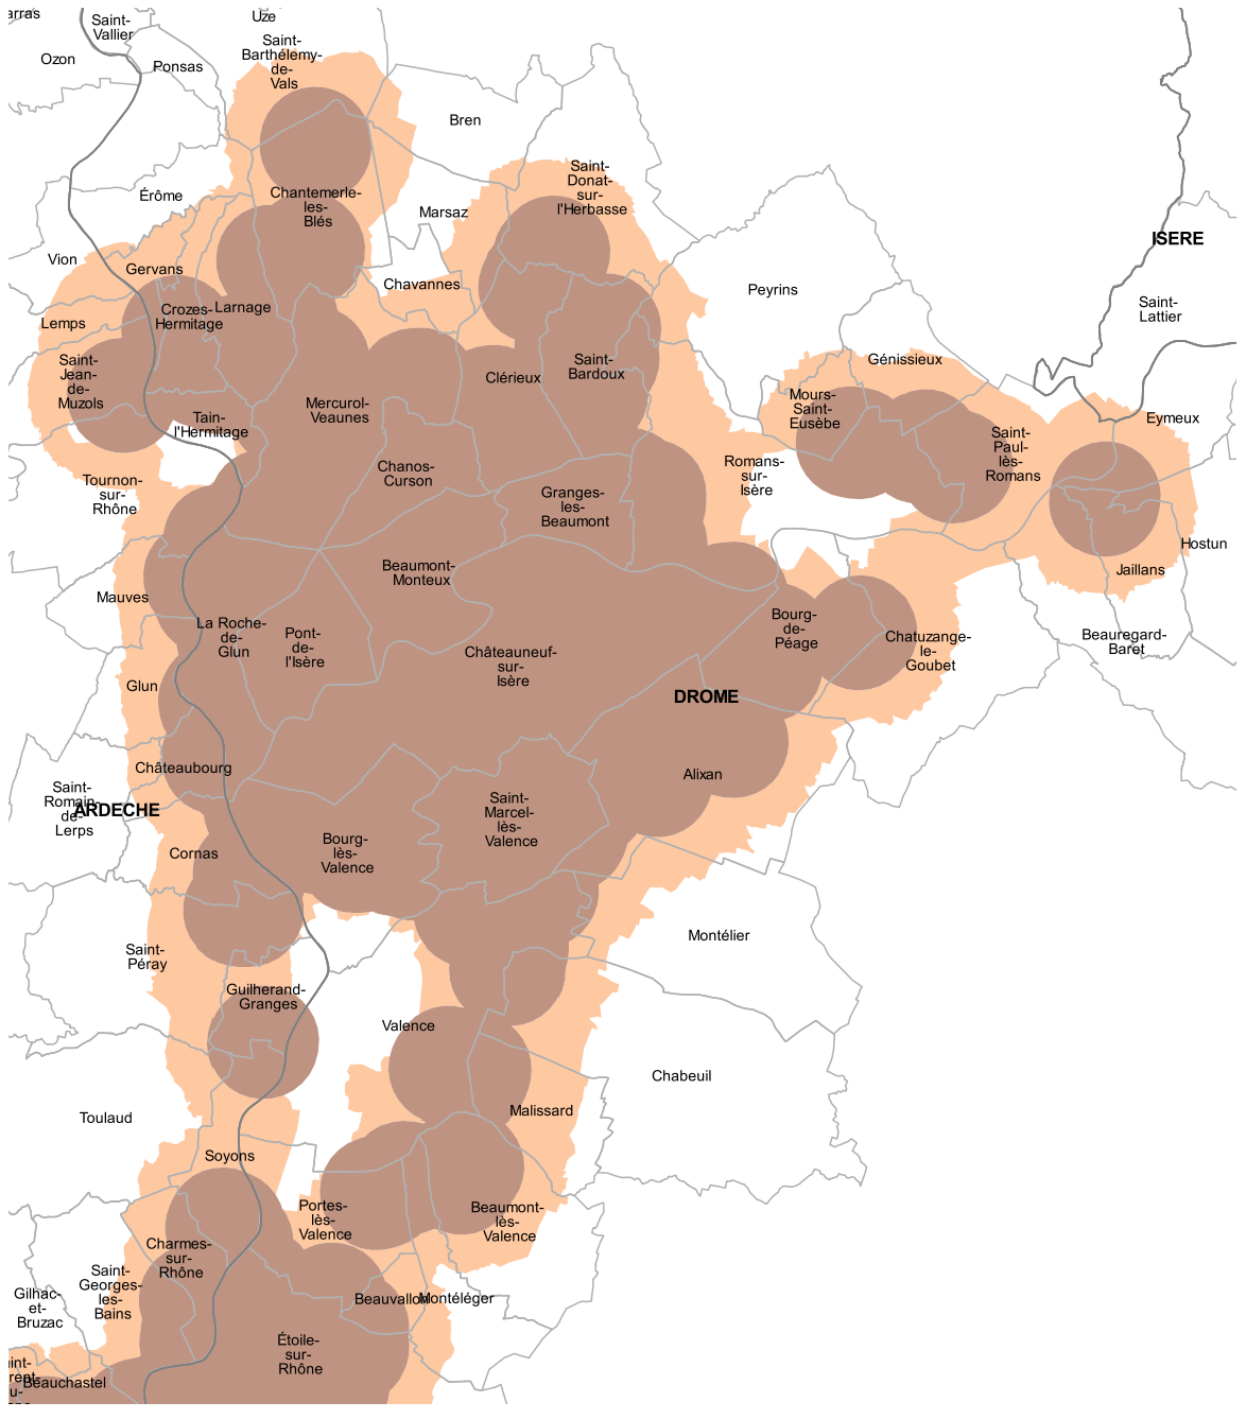 arras
Saint-
Vallier
Uze
Ozon
Ponsas
Saint-
Barthélemy-
de-
Vals
Bren
Érôme
Chantemerle-
les-
Blés
Marsaz
Saint-
Donat-
sur-
l'Herbasse
ISERE
Vion
Gervans
Chavannes
Peyrins
Saint-
Lattier
Lemps
Crozes-
Hermitage
Larnage
Saint-
Jean-
de-
Muzols
Clérieux
Saint-
Bardoux
Génissieux
Mours-
Saint-
Eusèbe
Mercurol-
Veaunes
Tain-
l'Hermitage
Eymeux
Saint-
Paul-
lès-
Romans
Chanos-
Curson
Romans-
sur-
Isère
Tournon-
sur-
Rhône
Granges-
les-
Beaumont
Hostun
Jaillans
Beaumont-
Monteux
Mauves
La Roche-
de-
Glun
Pont-
de-
l'Isère
Bourg-
de-
Péage
Chatuzange-
le-
Goubet
Beauregard-
Baret
Châteauneuf-
sur-
Isère
Glun
DROME
Châteaubourg
Alixan
Saint-
Romain-
de-
Lerps
ARDECHE
Saint-
Marcel-
lès-
Valence
Cornas
Bourg-
lès-
Valence
Saint-
Péray
Montélier
Guilherand-
Granges
Valence
Chabeuil
Toulaud
Malissard
Soyons
Portes-
lès-
Valence
Beaumont-
lès-
Valence
Charmes-
sur-
Rhône
Saint-
Georges-
les-
Bains
Gilhac-
et-
Bruzac
Beauvallon
Montéléger
Étoile-
sur-
Rhône
Beauchastel